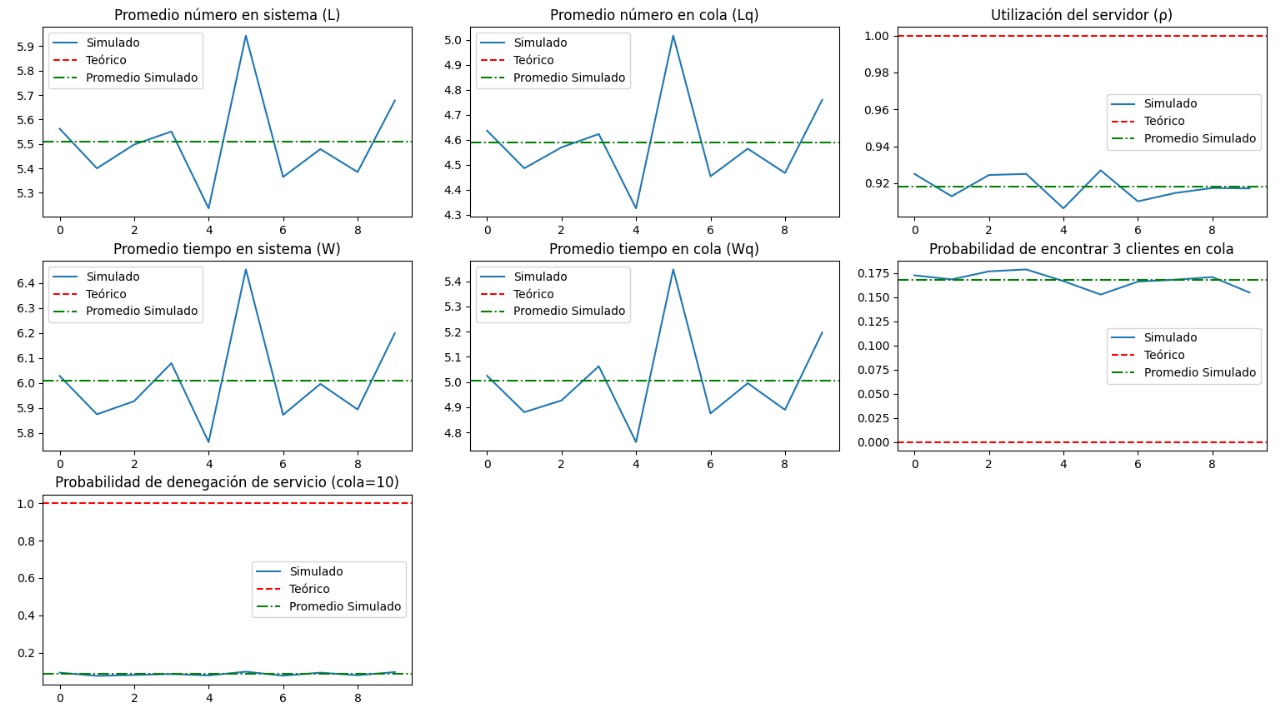 Promedio número en sistema (L)
5.9
5.8
5.7
5.6
5.5
5.4
5.3
0 2 4 6 8
Simulado
Teórico
Promedio Simulado
Promedio número en cola (Lq)
5.0
4.9
4.8
4.7
4.6
4.5
4.4
4.3
0 2 4 6 8
Simulado
Teórico
Promedio Simulado
Utilización del servidor (ρ)
1.00
0.98
0.96
0.94
0.92
0 2 4 6 8
Simulado
Teórico
Promedio Simulado
Promedio tiempo en sistema (W)
6.4
6.3
6.2
6.1
6.0
5.9
5.8
0 2 4 6 8
Simulado
Teórico
Promedio Simulado
Promedio tiempo en cola (Wq)
5.4
5.3
5.2
5.1
5.0
4.9
4.8
0 2 4 6 8
Simulado
Teórico
Promedio Simulado
Probabilidad de encontrar 3 clientes en cola
0.175
0.150
0.125
0.100
0.075
0.050
0.025
0.000
0 2 4 6 8
Simulado
Teórico
Promedio Simulado
Probabilidad de denegación de servicio (cola=10)
1.0
0.8
0.6
0.4
0.2
0 2 4 6 8
Simulado
Teórico
Promedio Simulado